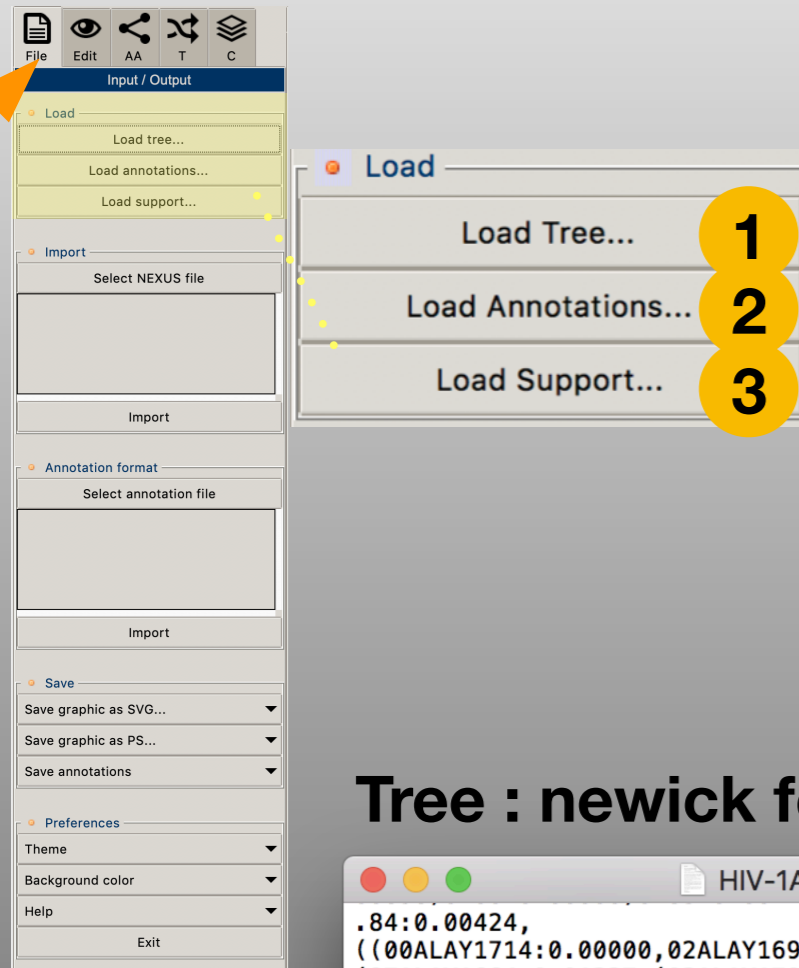 File Edit AA T C
Input / Output
Load
Load tree...
Load annotations...
Load support...
Import
Select NEXUS file
Import
Annotation format
Select annotation file
Import
Save
Save graphic as SVG...
Save graphic as PS...
Save annotations
Preferences
Theme
Background color
Help
Exit
Load
Load Tree... 1
Load Annotations... 2
Load Support... 3
Tree : newick fo
HIV-1A
.84:0.00424,
((00ALAY1714:0.00000,02ALAY169